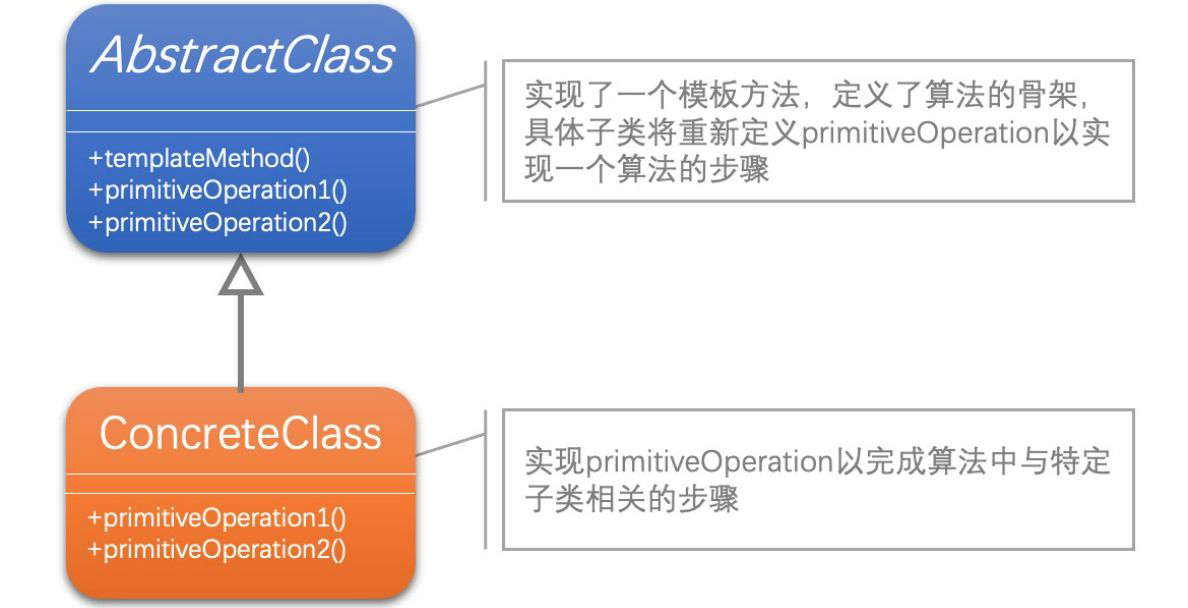 AbstractClass
+templateMethod()
+primitiveOperation1()
+primitiveOperation2()
实现了一个模板方法，定义了算法的骨架，
具体子类将重新定义primitiveOperation以实
现一个算法的步骤
ConcreteClass
+primitiveOperation1()
+primitiveOperation2()
实现primitiveOperation以完成算法中与特定
子类相关的步骤